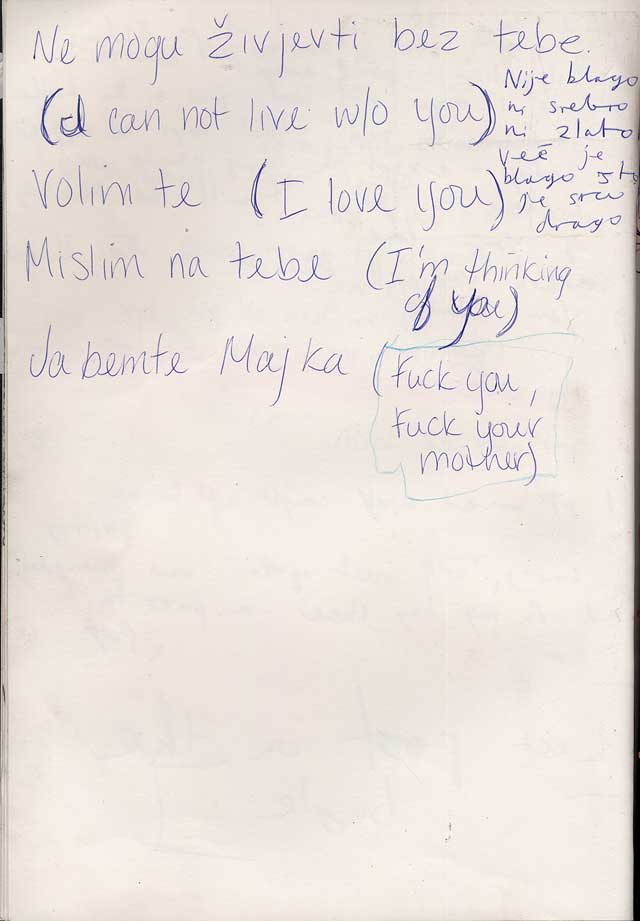 Ne mogu živjevti bez tebe.
(I can not live w/o you)
Nije blago
ni srebro
ni zlato
već je
blago što
je srcu
drago
Volim te (I love you)
Mislim na tebe (I'm thinking
of you)
Jabemte Majka (Fuck you,
Fuck your
mother)